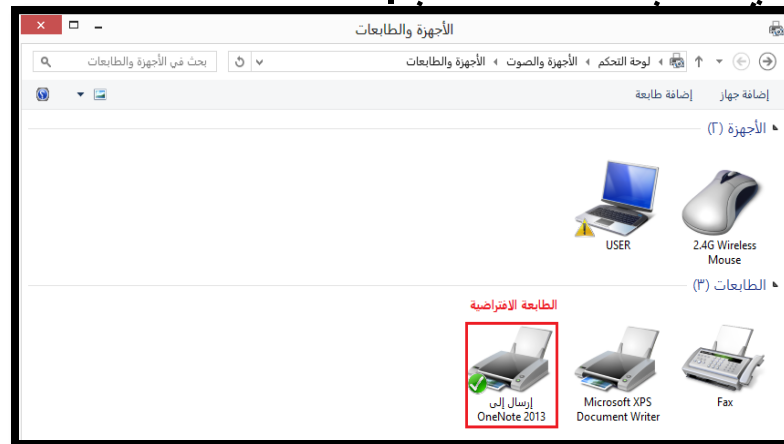 الأجهزة والطابعات
لوحة التحكم ‹ الأجهزة والصوت ‹ الأجهزة والطابعات
بحث في الأجهزة والطابعات
إضافة جهاز إضافة طابعة
الأجهزة (٢)
2.4G Wireless
Mouse
USER
الطابعات (٣)
الطابعة الافتراضية
Fax
Microsoft XPS
Document Writer
إرسال إلى
OneNote 2013